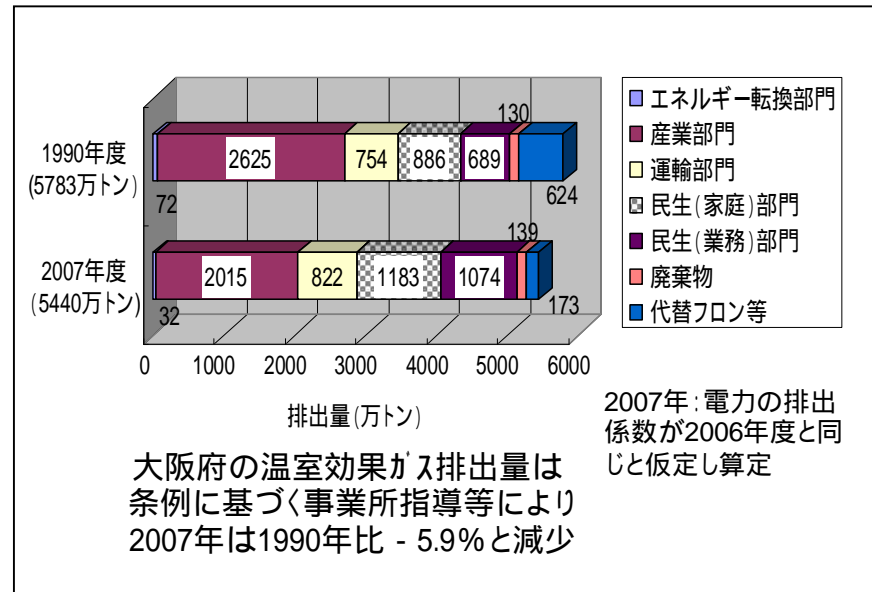 1990年度
(5783万トン)
2625
754
886
689
130
72
624
2007年度
(5440万トン)
2015
822
1183
1074
139
32
173
0 1000 2000 3000 4000 5000 6000
排出量(万トン)
エネルギー転換部門
産業部門
運輸部門
民生(家庭)部門
民生(業務)部門
廃棄物
代替フロン等
2007年:電力の排出
係数が2006年度と同
じと仮定し算定
大阪府の温室効果ガス排出量は
条例に基づく事業所指導等により
2007年は1990年比 - 5.9%と減少